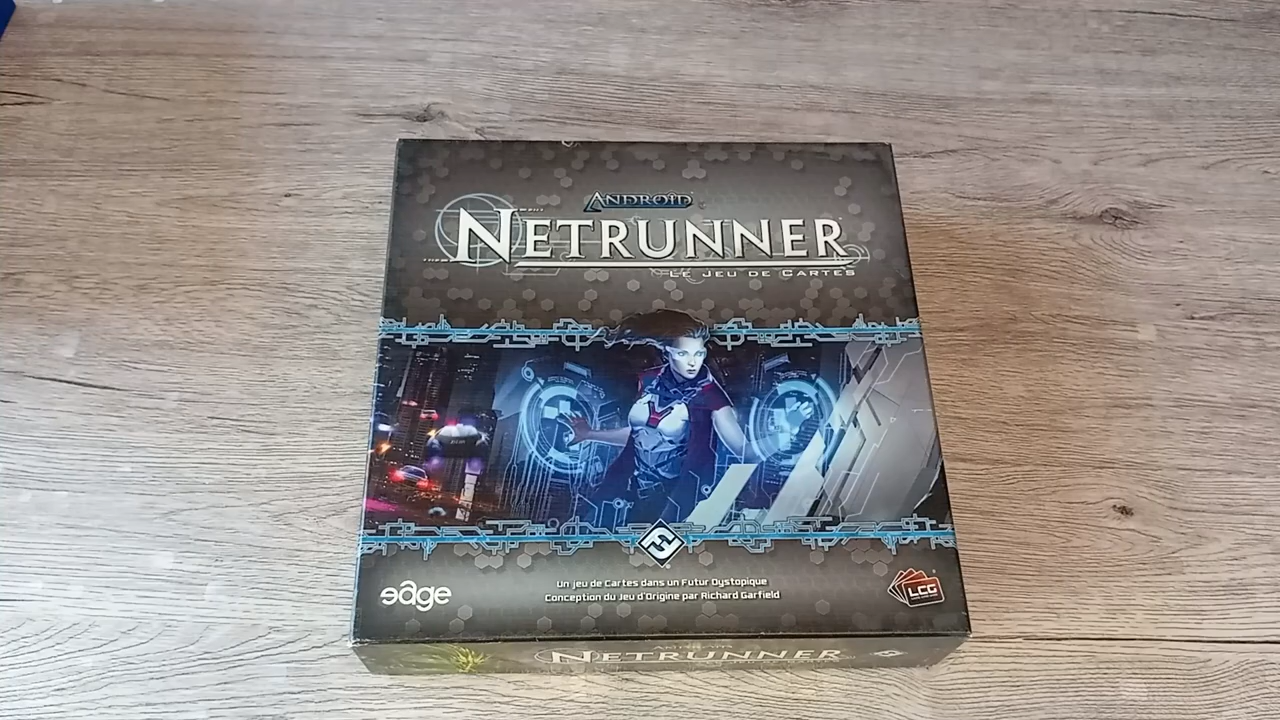 ANDROID
NETRUNNER
LE JEU DE CARTES
edge
Un jeu de Cartes dans un Futur Dystopique
Conception du Jeu d'Origine par Richard Garfield
LCG
NETRUNNER